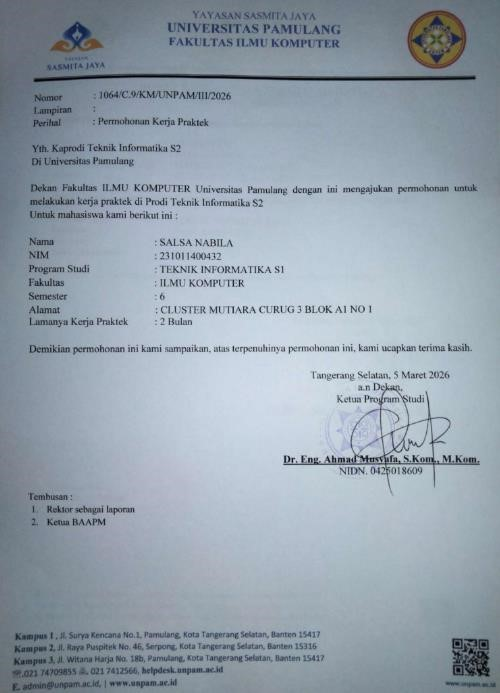 YAYASAN SASMITA JAYA
UNIVERSITAS PAMULANG
FAKULTAS ILMU KOMPUTER
YAYASAN
SASMITA JAYA
Nomor : 1064/C.9/KM/UNPAM/III/2026
Lampiran :
Perihal : Permohonan Kerja Praktek
Yth. Kaprodi Teknik Informatika S2
Di Universitas Pamulang
Dekan Fakultas ILMU KOMPUTER Universitas Pamulang dengan ini mengajukan permohonan untuk
melakukan kerja praktek di Prodi Teknik Informatika S2
Untuk mahasiswa kami berikut ini :
Nama : SALSA NABILA
NIM : 231011400432
Program Studi : TEKNIK INFORMATIKA S1
Fakultas : ILMU KOMPUTER
Semester : 6
Alamat : CLUSTER MUTIARA CURUG 3 BLOK A1 NO 1
Lamanya Kerja Praktek : 2 Bulan
Demikian permohonan ini kami sampaikan, atas terpenuhinya permohonan ini, kami ucapkan terima kasih.
Tangerang Selatan, 5 Maret 2026
a.n Dekan,
Ketua Program Studi
Dr. Eng. Ahmad Musyafa, S.Kom., M.Kom.
NIDN. 0425018609
Tembusan :
1. Rektor sebagai laporan
2. Ketua BAAPM
Kampus 1, Jl. Surya Kencana No.1, Pamulang, Kota Tangerang Selatan, Banten 15417
Kampus 2, Jl. Raya Puspitek No. 46, Serpong, Kota Tangerang Selatan, Banten 15316
Kampus 3, Jl. Witana Harja No. 18b, Pamulang, Kota Tangerang Selatan, Banten 15417
021 74709855 021 7412566, helpdesk.unpam.ac.id
E. admin@unpam.ac.id, | www.unpam.ac.id
www.unpam.ac.id